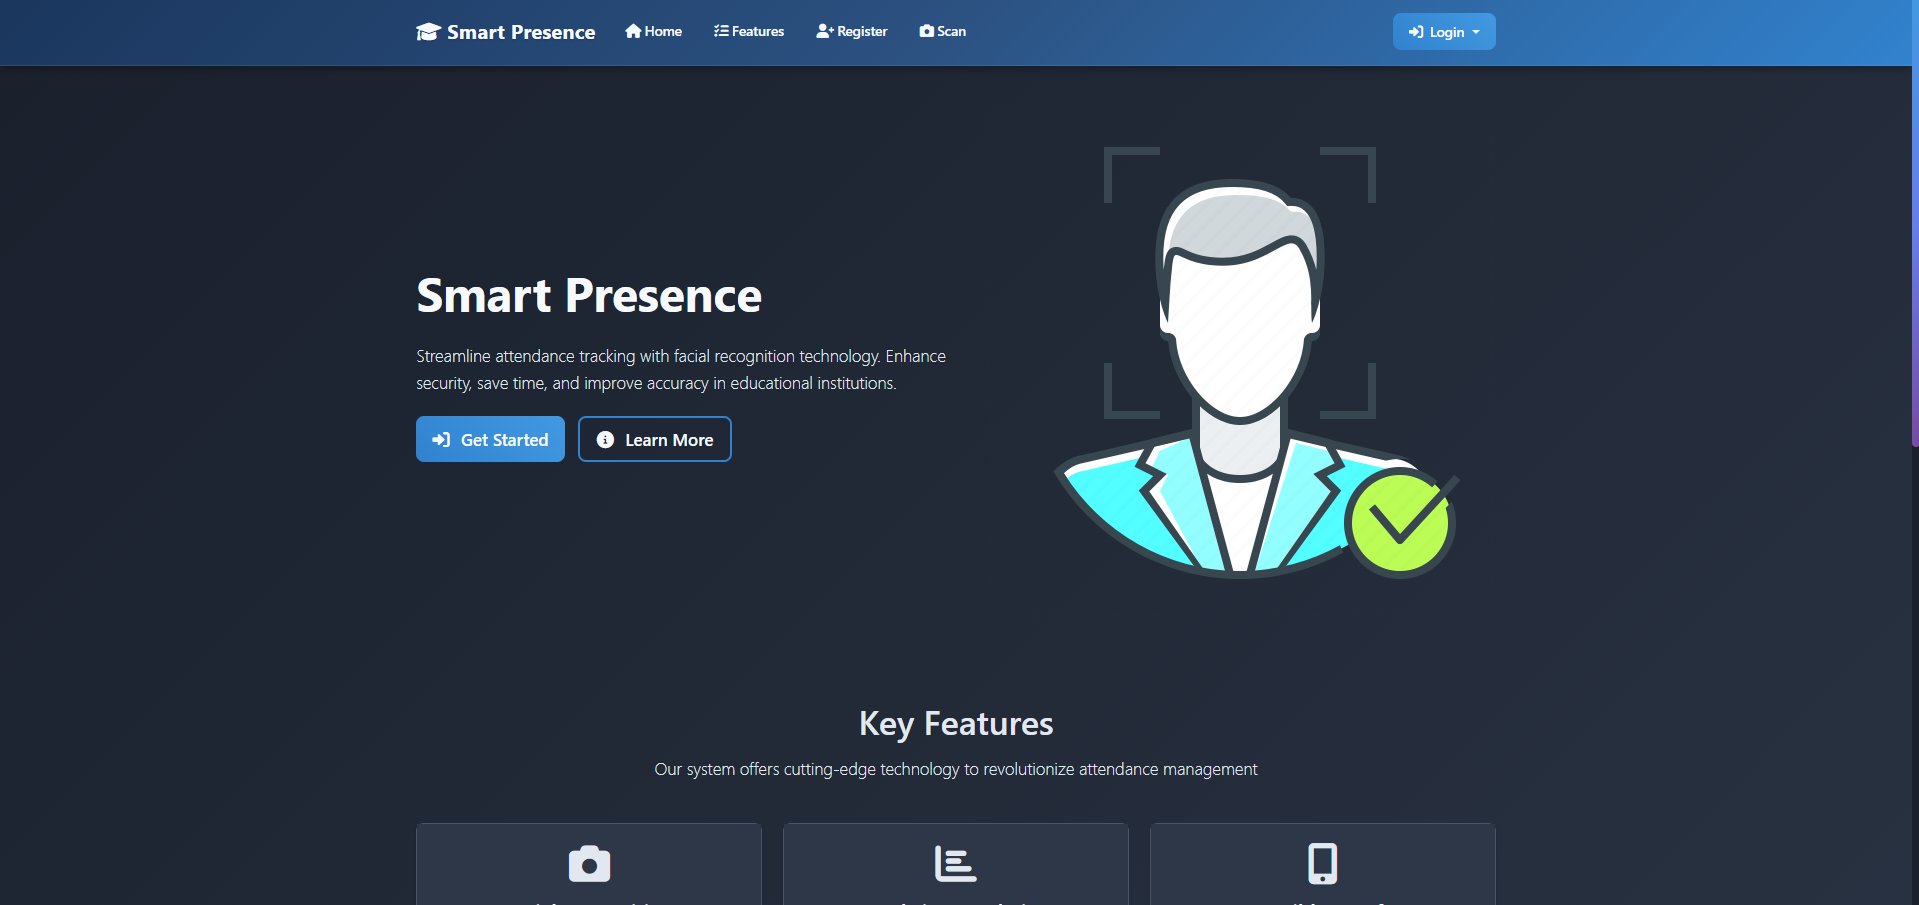 Smart Presence
Home
Features
Register
Scan
Login
Smart Presence
Streamline attendance tracking with facial recognition technology. Enhance
security, save time, and improve accuracy in educational institutions.
Get Started
Learn More
Key Features
Our system offers cutting-edge technology to revolutionize attendance management